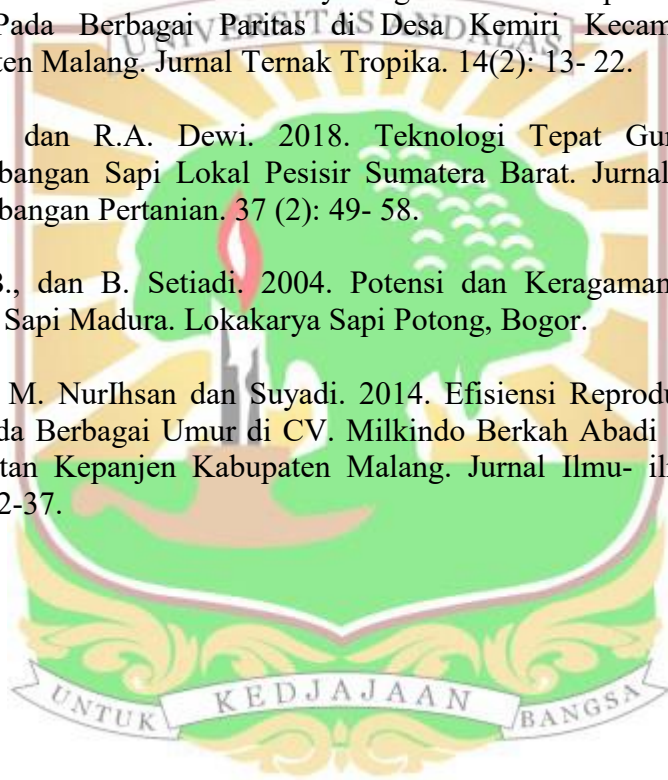 Pada Berbagai Paritas di Desa Kemiri Kecam
ten Malang. Jurnal Ternak Tropika. 14(2): 13- 22.
dan R.A. Dewi. 2018. Teknologi Tepat Gu
bangan Sapi Lokal Pesisir Sumatera Barat. Jurnal
bangan Pertanian. 37 (2): 49- 58.
B., dan B. Setiadi. 2004. Potensi dan Keragaman
Sapi Madura. Lokakarya Sapi Potong, Bogor.
M. NurIhsan dan Suyadi. 2014. Efisiensi Reprodu
da Berbagai Umur di CV. Milkindo Berkah Abadi
tan Kepanjen Kabupaten Malang. Jurnal Ilmu- il
2-37.
UNIVERSITAS ANDALAS
UNTUK KEDJAJAAN BANGSA